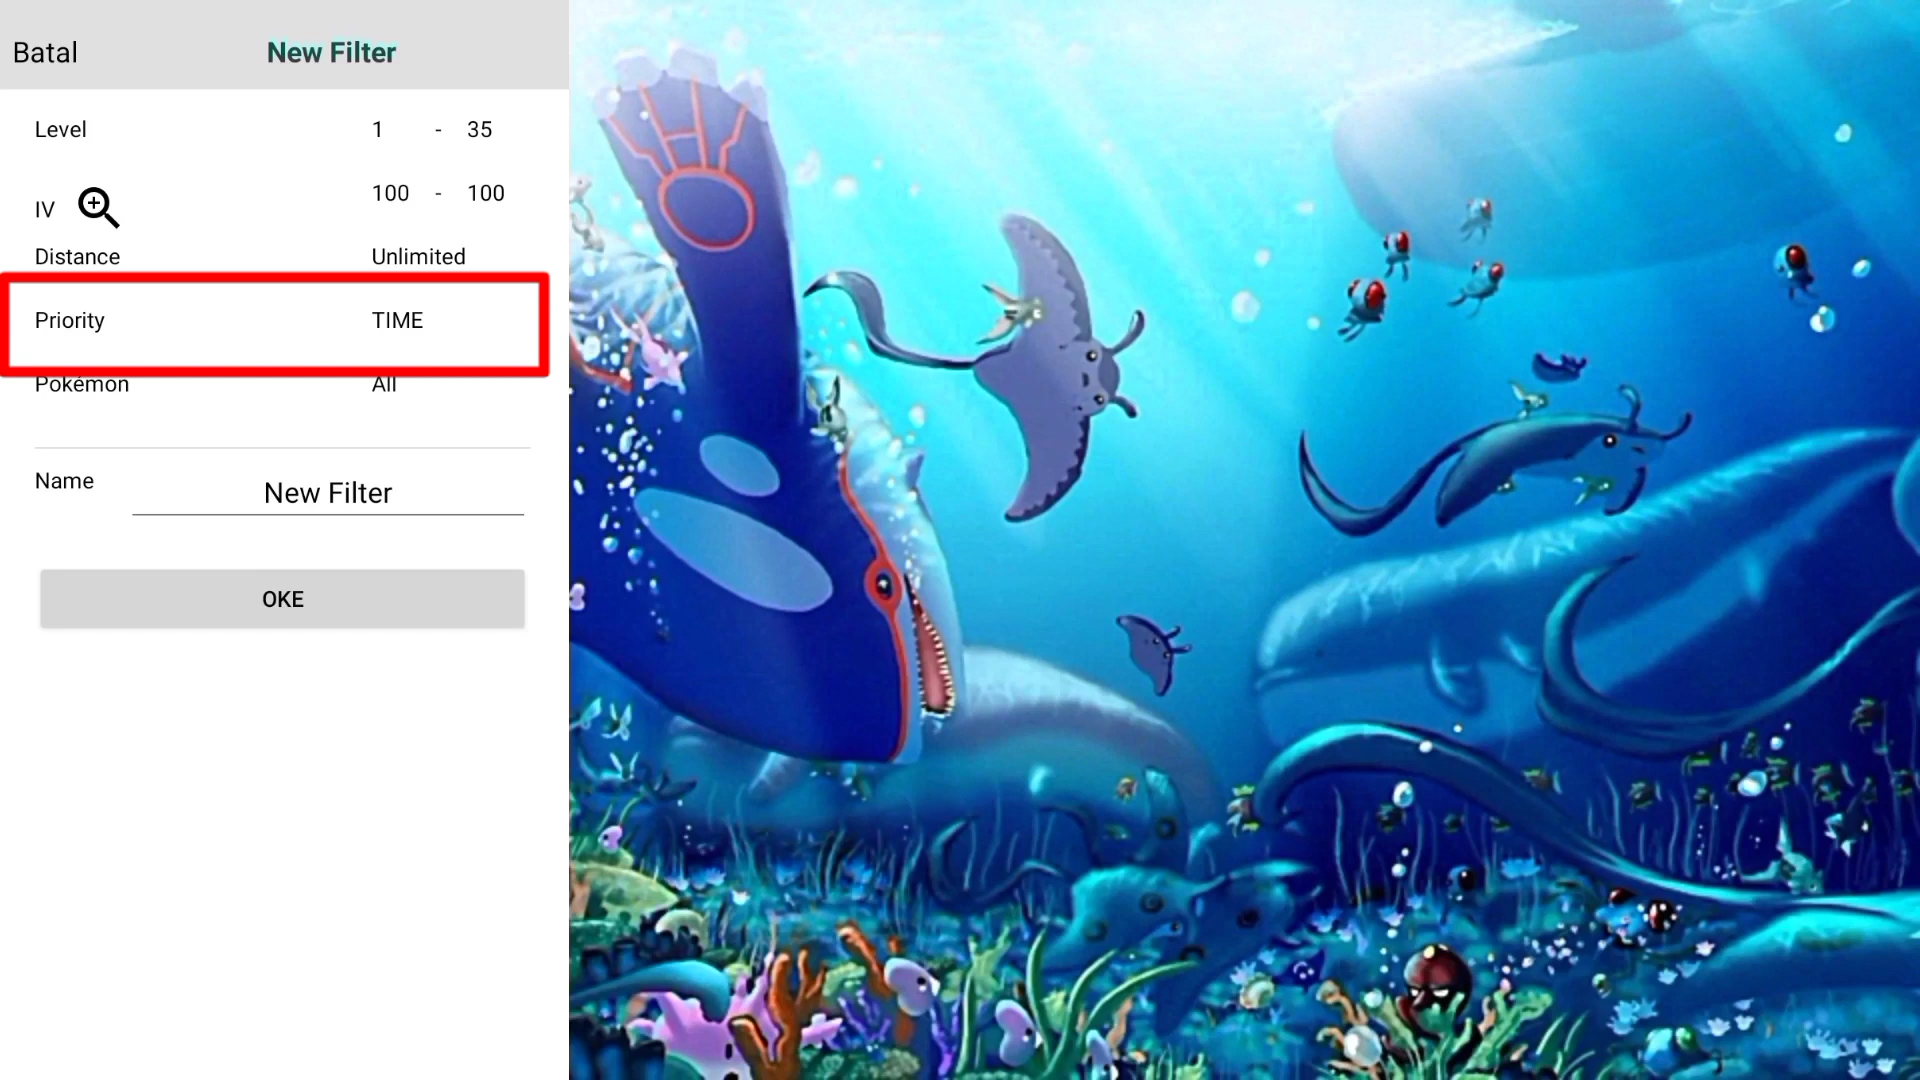 Batal New Filter
Level 1 - 35
IV 100 - 100
Distance Unlimited
Priority TIME
Pokémon All
Name New Filter
OKE